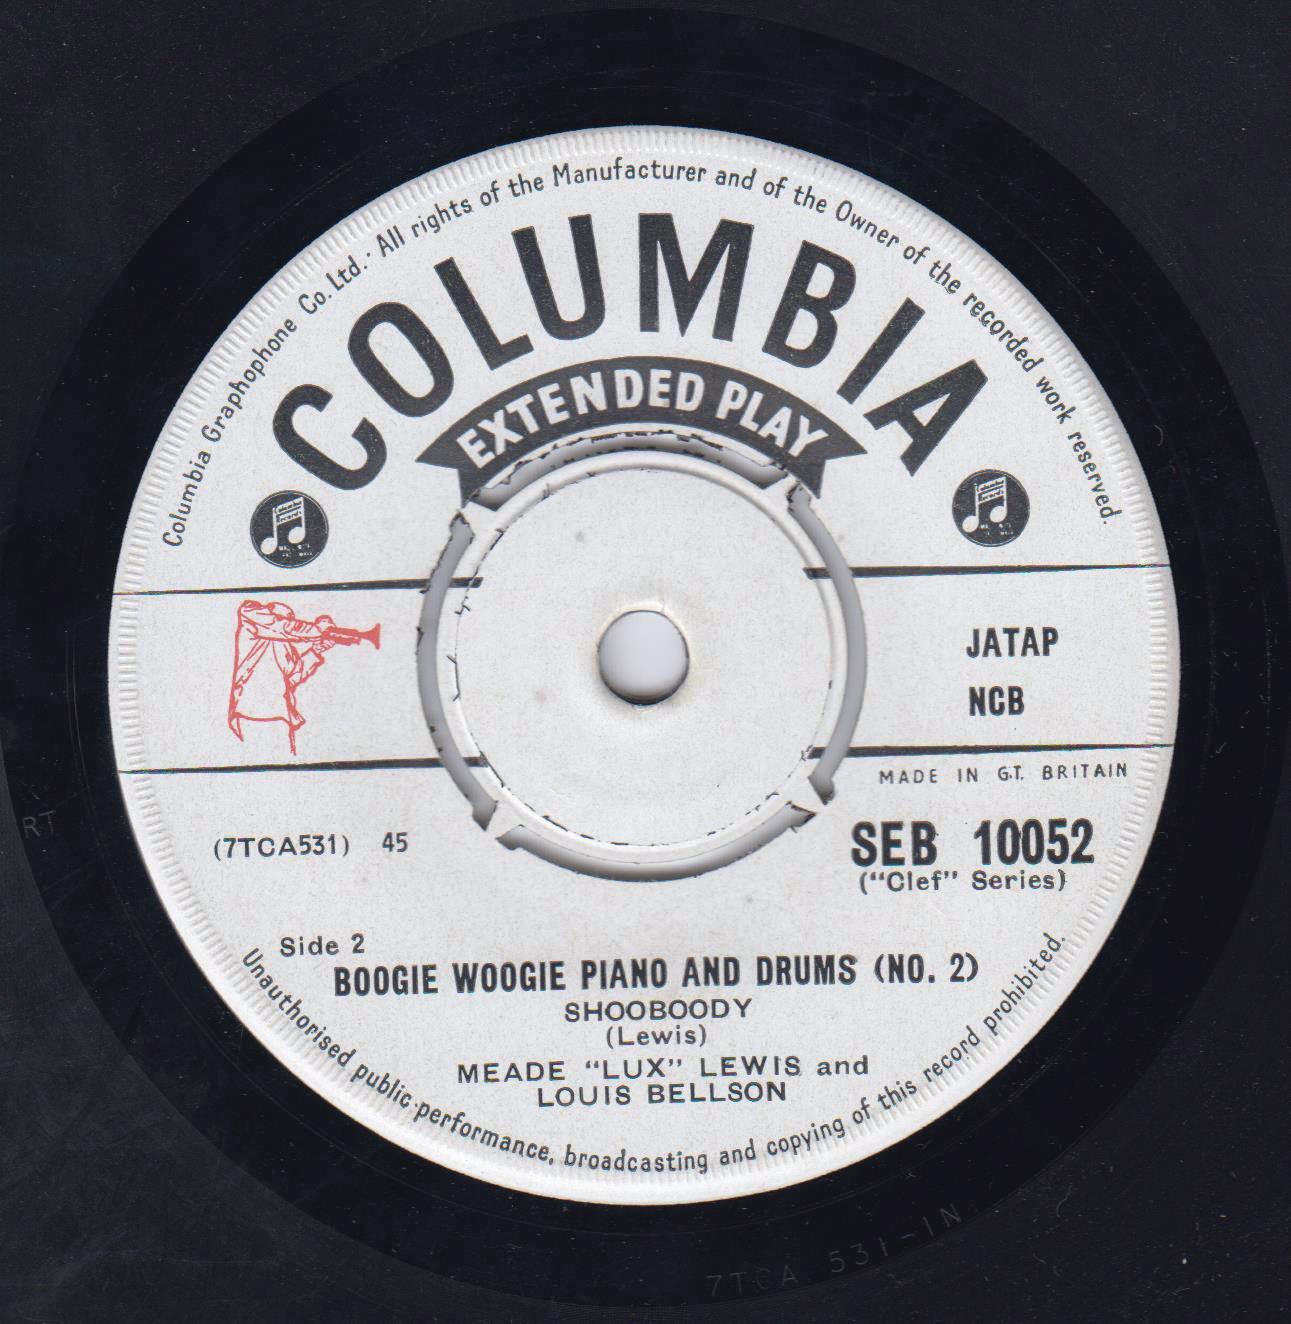 Columbia Graphophone Co. Ltd. · All rights of the Manufacturer and of the Owner of the recorded work reserved.
COLUMBIA
EXTENDED PLAY
JATAP
NCB
MADE IN GT. BRITAIN
(7TCA531) 45
SEB 10052
("Clef" Series)
Side 2
BOOGIE WOOGIE PIANO AND DRUMS (NO. 2)
SHOOBOODY
(Lewis)
MEADE "LUX" LEWIS and
LOUIS BELLSON
Unauthorised public performance, broadcasting and copying of this record prohibited.
RT
7TCA 531-1N